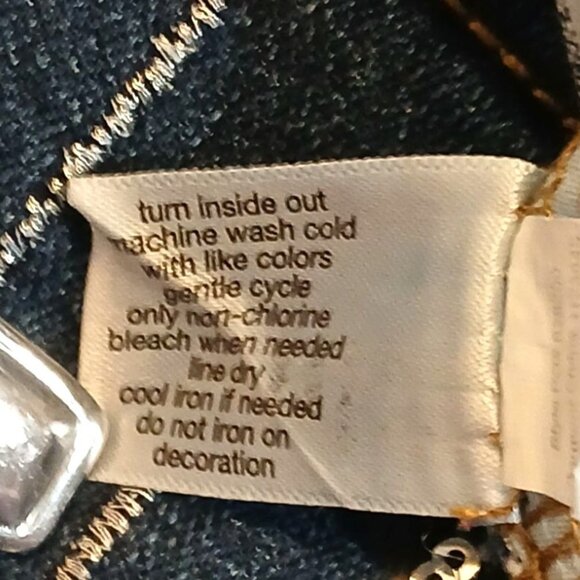 turn inside out
machine wash cold
with like colors
gentle cycle
only non-chlorine
bleach when needed
line dry
cool iron if needed
do not iron on
decoration